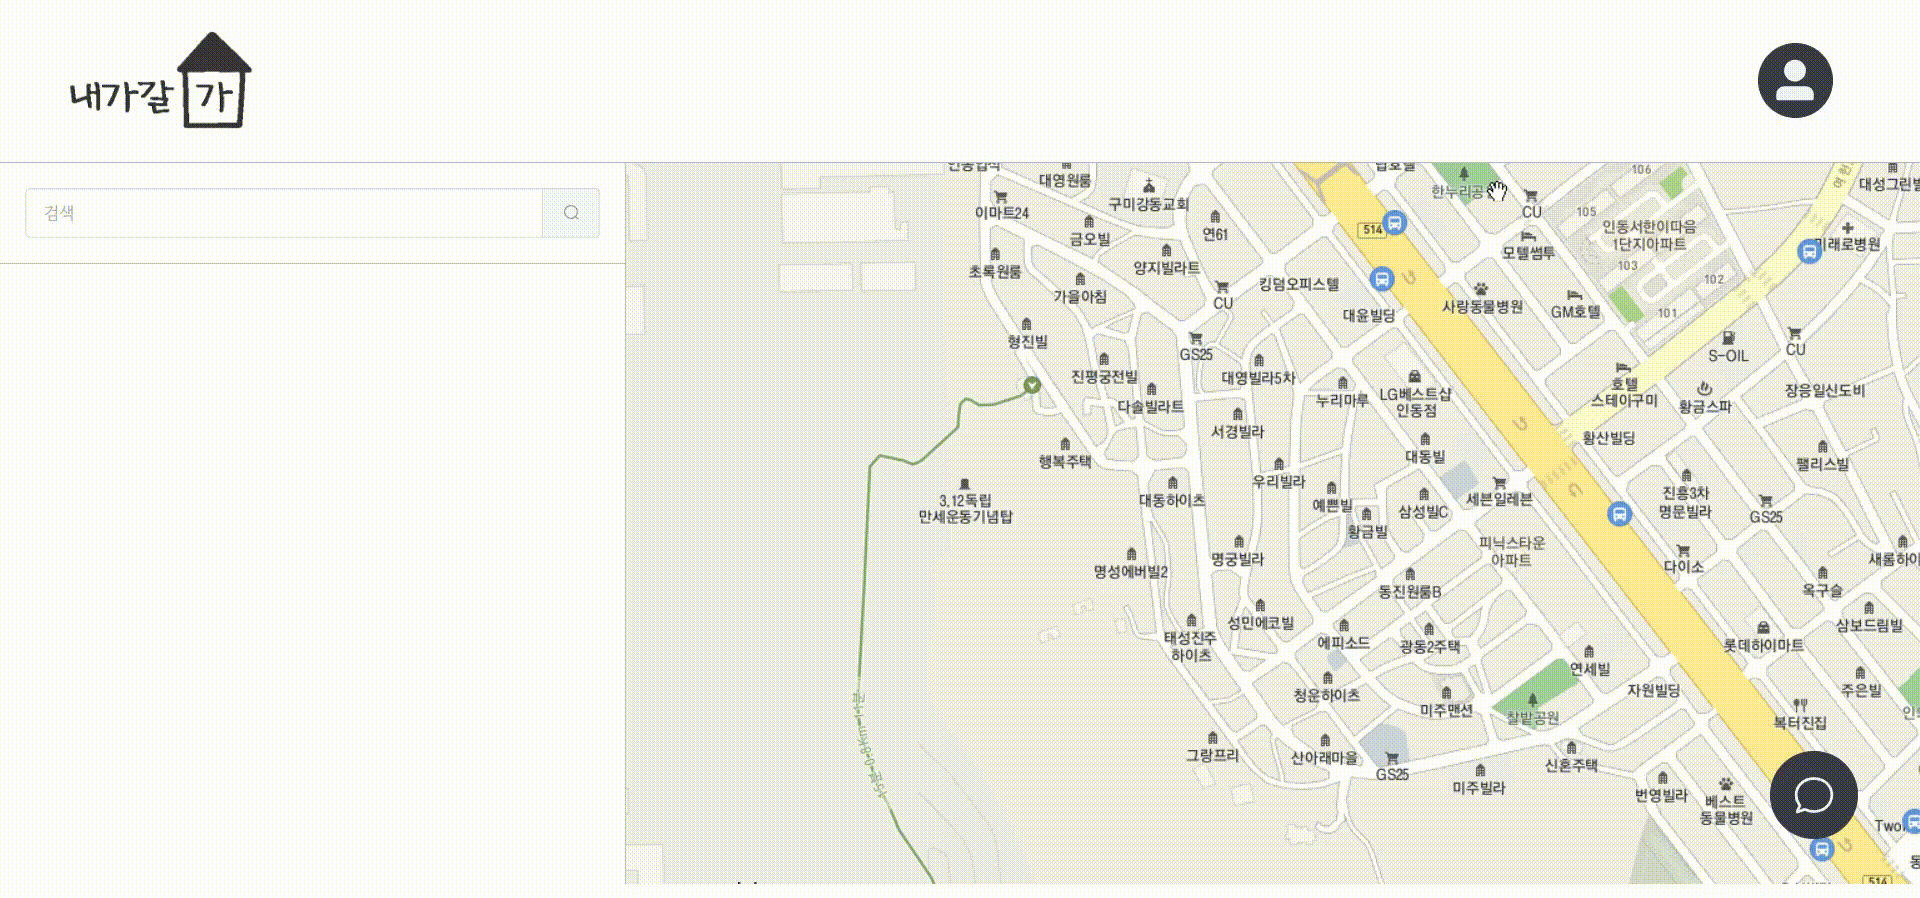 내가갈 가
검색
대영원룸
한누리공
106
대성그린빌
이마트24
구미강동교회
CU
105
514
연61
인동서한이따음
1단지아파트
금오빌
모텔썸투
미래로병원
초록원룸
양지빌라트
103
102
가을아침
CU
킹덤오피스텔
사랑동물병원
GM호텔
대윤빌딩
101
형진빌
GS25
S-OIL
CU
진평궁전빌
대영빌라5차
호텔
스테이구미
다솔빌라트
누리마루
LG베스트샵
인동점
황금스파
장응일신도비
서경빌라
황산빌딩
행복주택
대동빌
팰리스빌
우리빌라
3.12독립
만세운동기념탑
대동하이츠
예쁜빌
삼성빌C
세븐일레븐
진흥3차
명문빌라
GS25
황금빌
명성에버빌2
명궁빌라
피닉스타운
아파트
다이소
새롬하이
동진원룸B
옥구슬
성민에코빌
태성진주
하이츠
에피소드
광동2주택
삼보드림빌
롯데하이마트
연세빌
청운하이츠
자원빌딩
주은빌
미주맨션
찰밭공원
복터진집
그랑프리
산아래마을
GS25
신혼주택
미주빌라
번영빌라
베스트
동물병원
Two
514